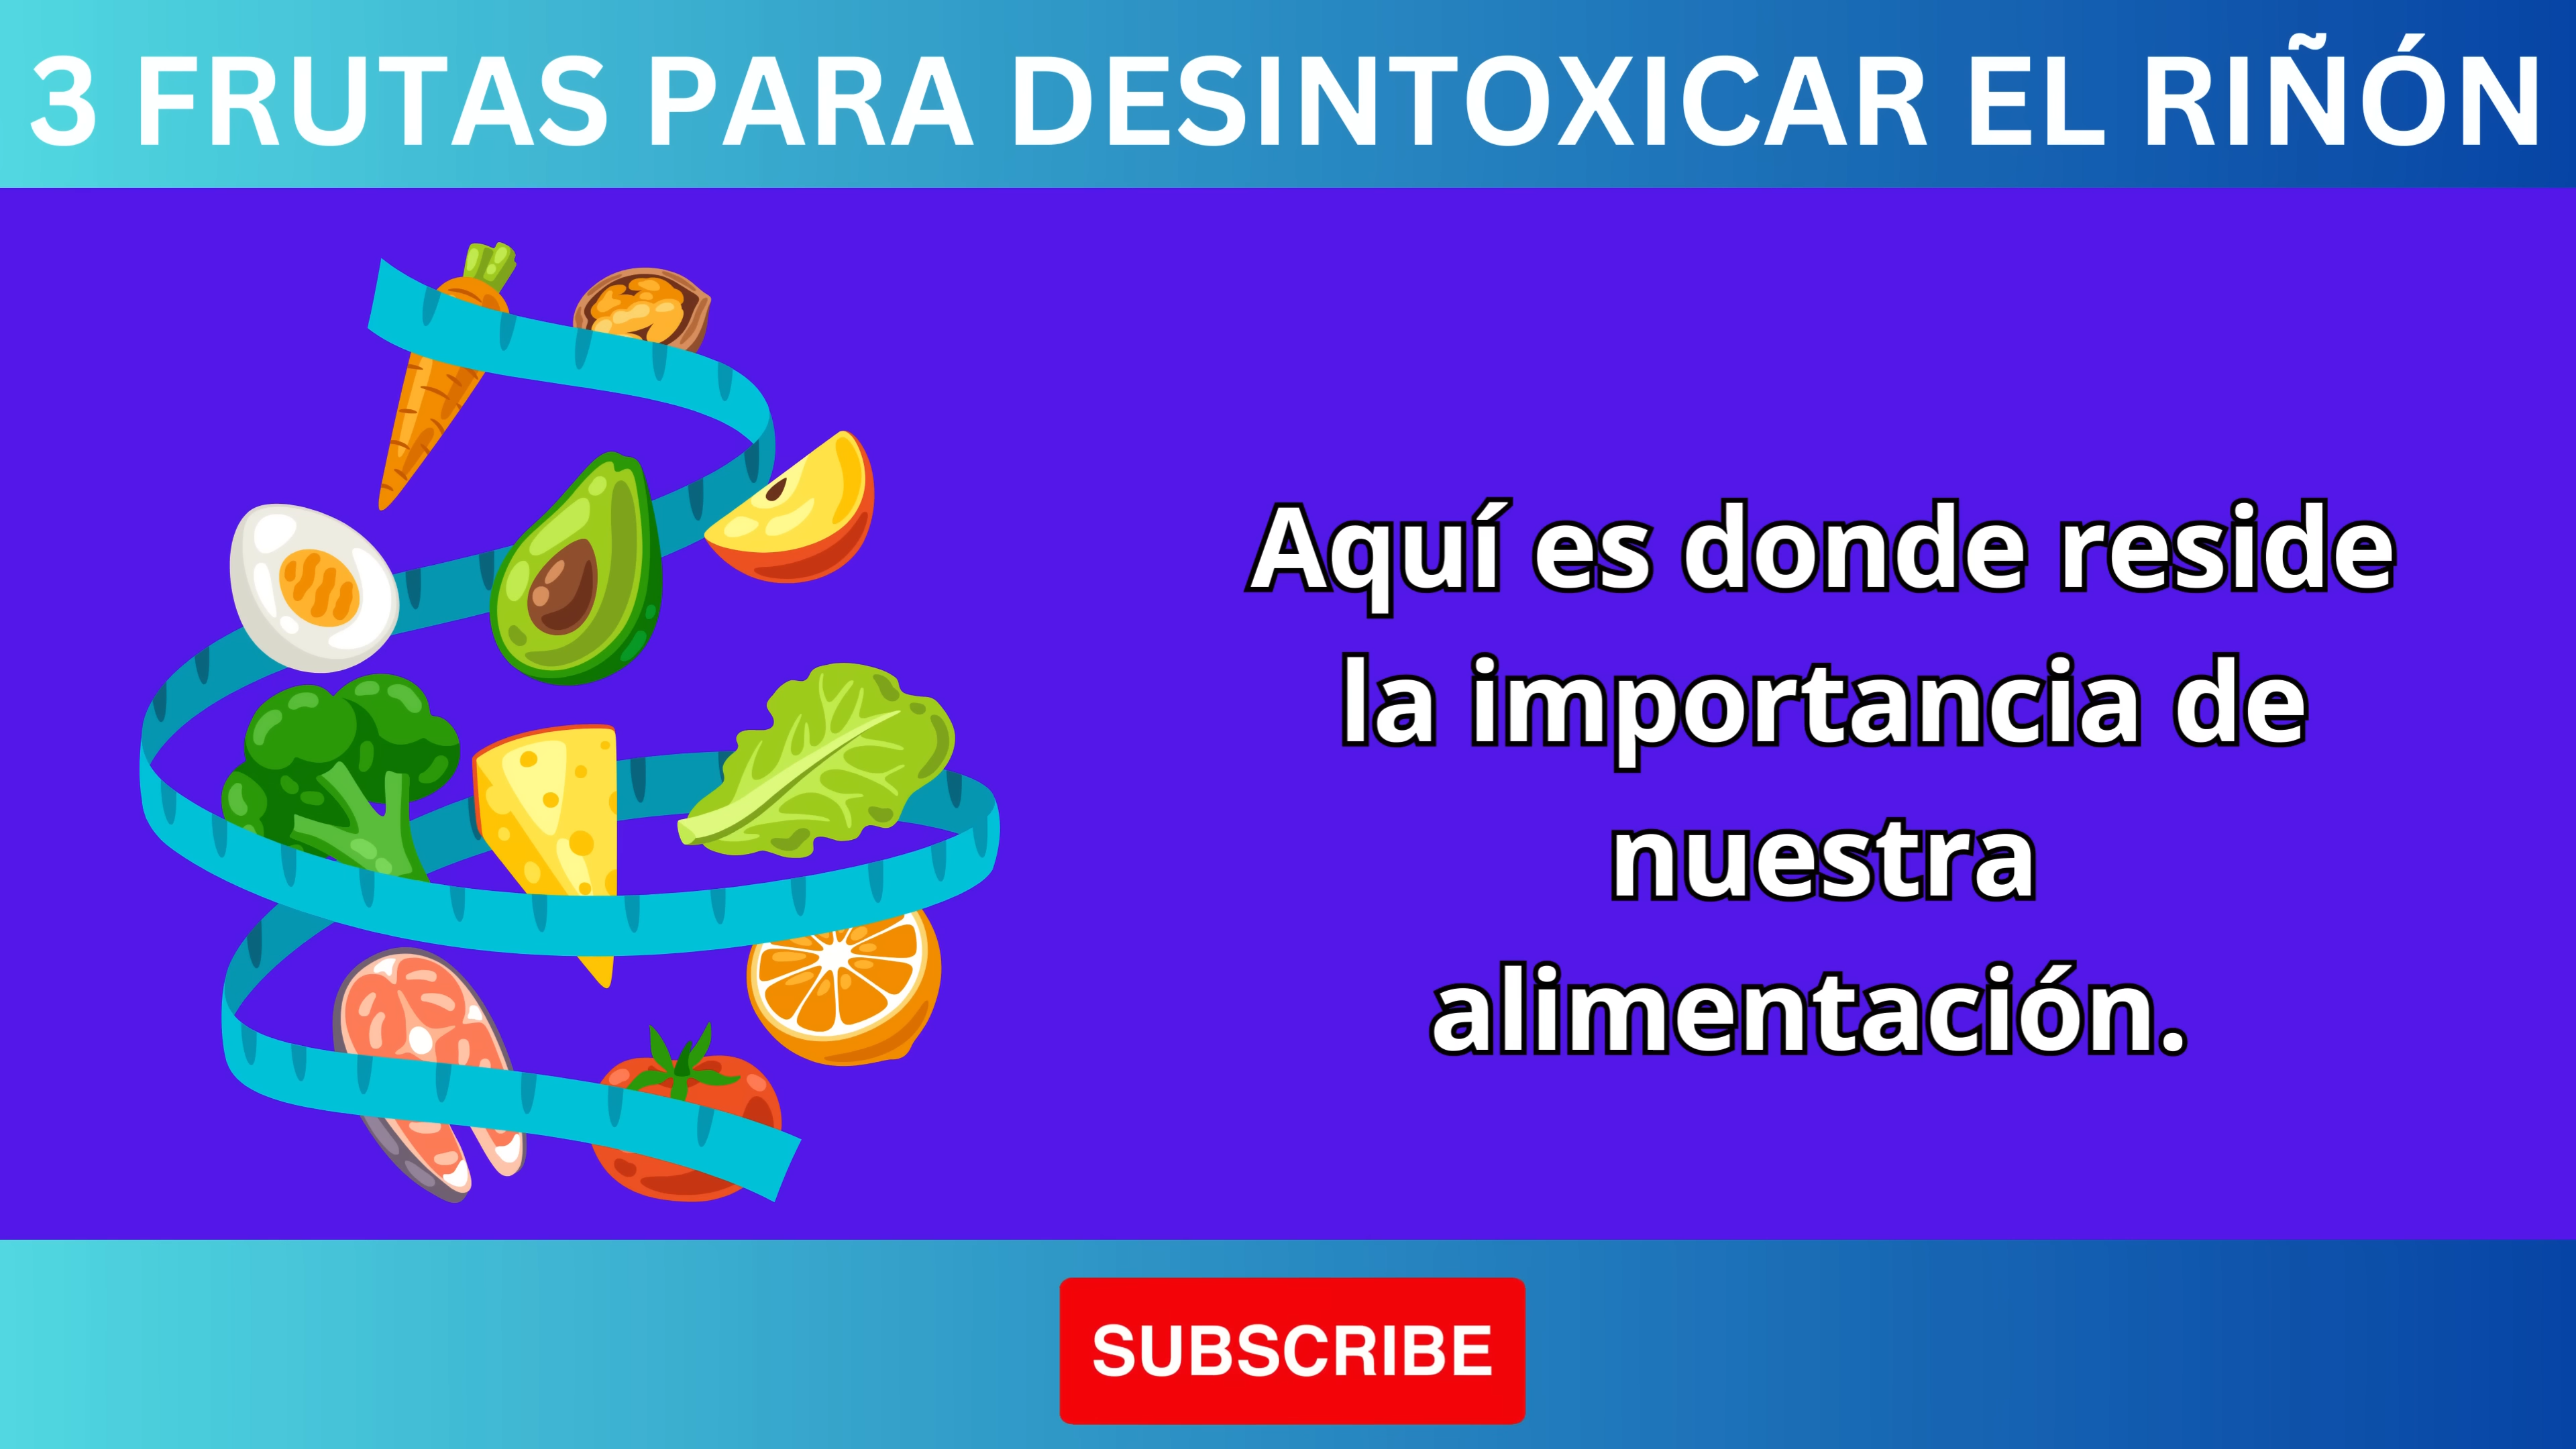 3 FRUTAS PARA DESINTOXICAR EL RIÑÓN
Aquí es donde reside
la importancia de
nuestra
alimentación.
SUBSCRIBE